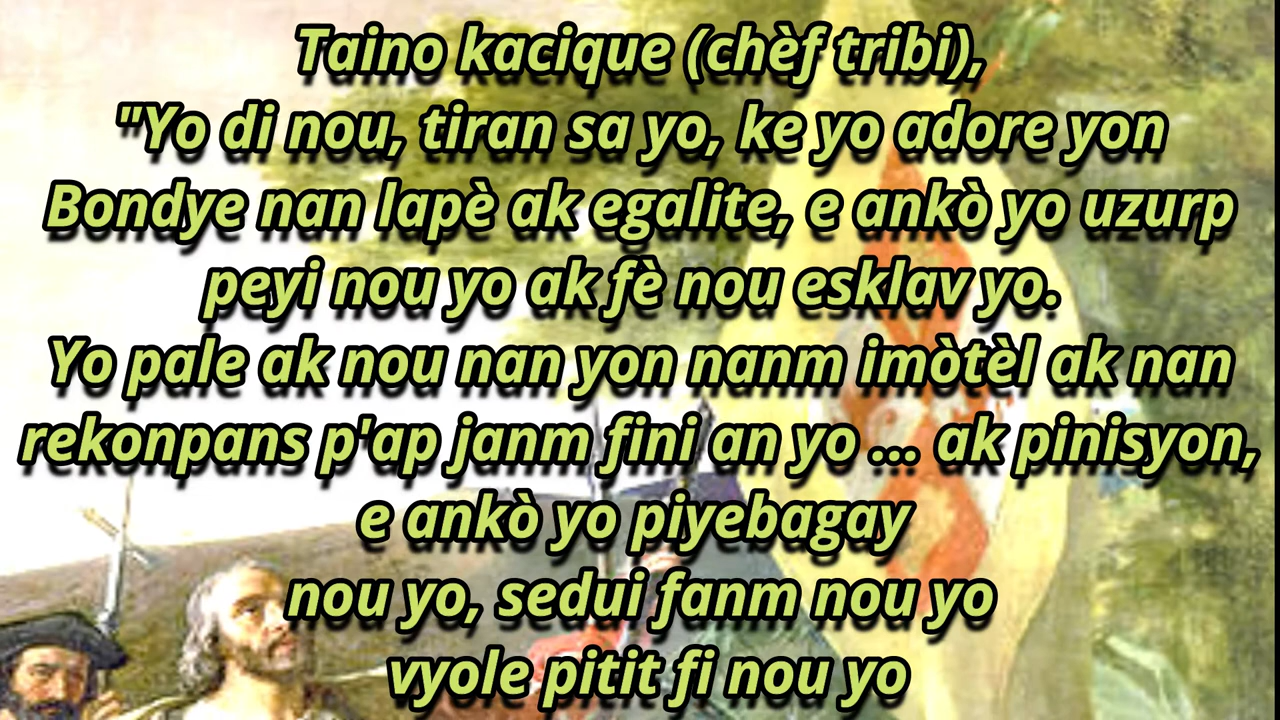 Taino kacique (chèf tribi),
"Yo di nou, tiran sa yo, ke yo adore yon
Bondye nan lapè ak egalite, e ankò yo uzurp
peyi nou yo ak fè nou esklav yo.
Yo pale ak nou nan yon nanm imòtèl ak nan
rekonpans p'ap janm fini an yo ... ak pinisyon,
e ankò yo piyebagay
nou yo, sedui fanm nou yo
vyole pitit fi nou yo